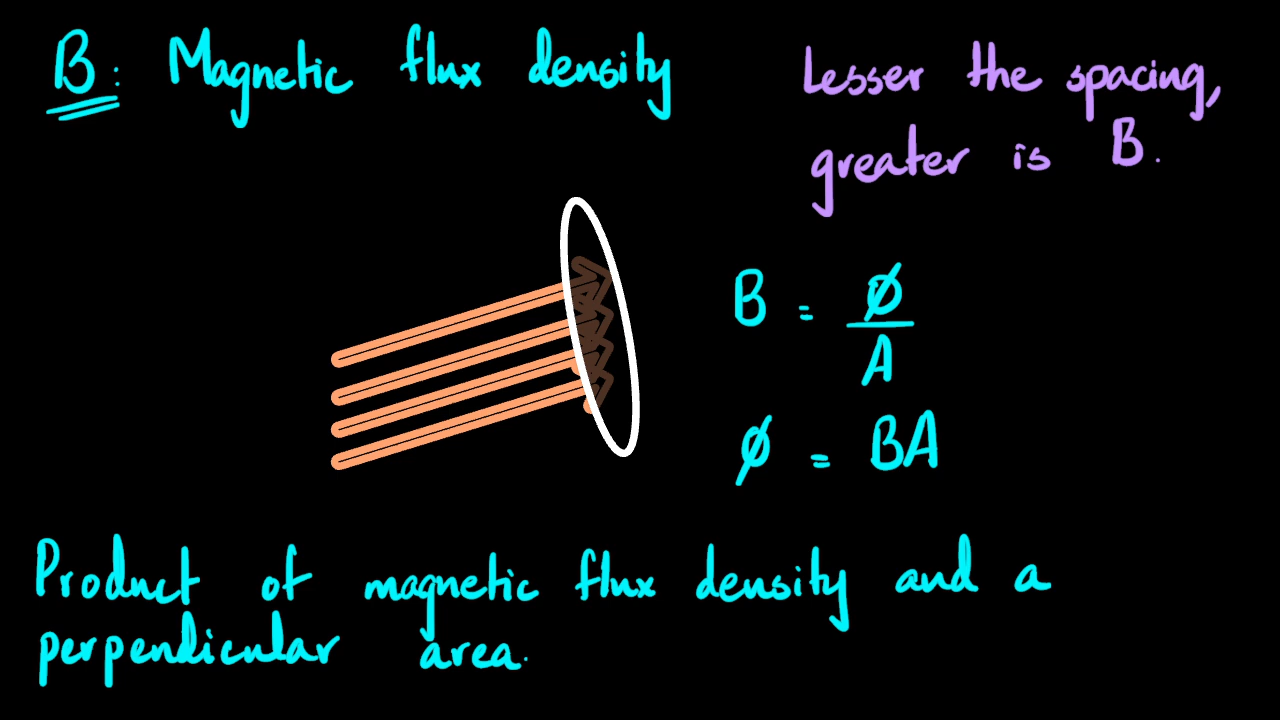 B: Magnetic flux density
Lesser the spacing,
greater is B.
B = Ø/A
Ø = BA
Product of magnetic flux density and a
perpendicular area.